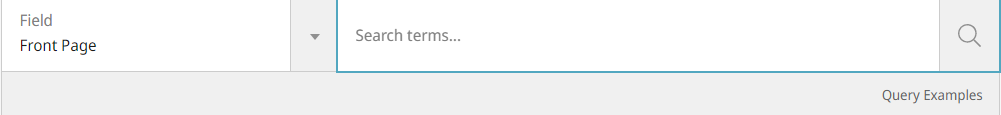 Field
Front Page
Search terms...
Query Examples